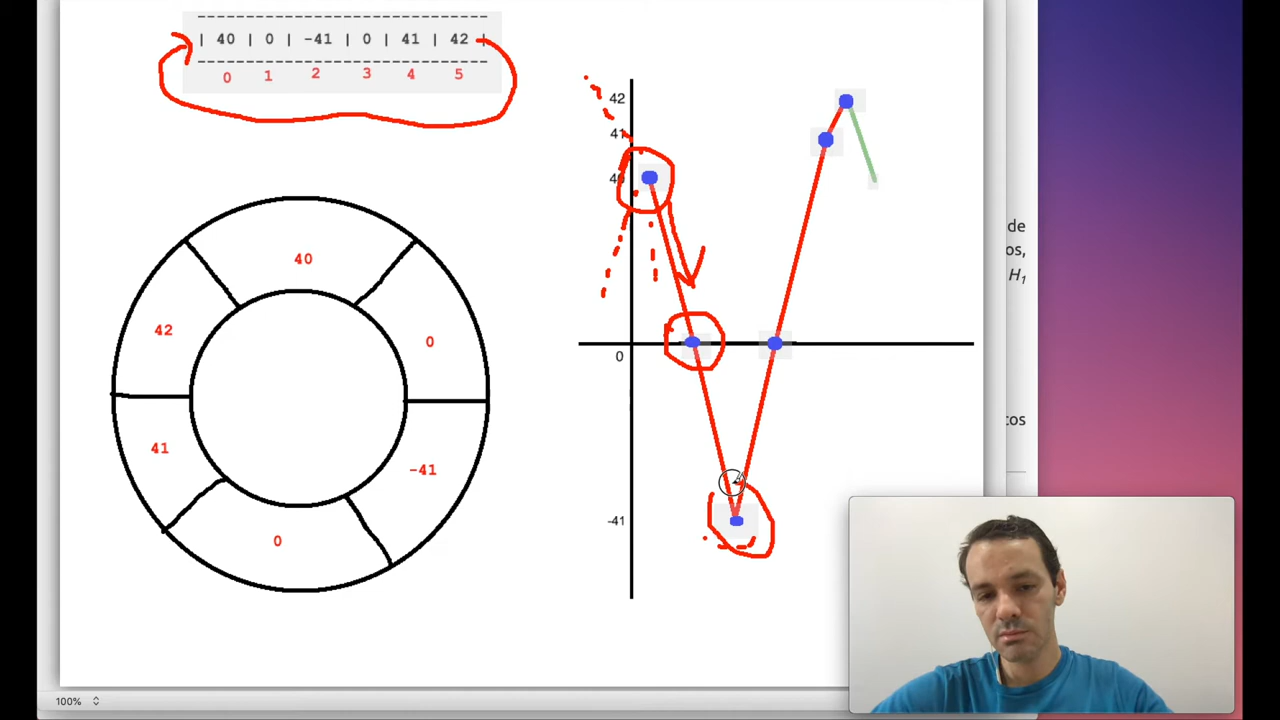 | 40 | 0 | -41 | 0 | 41 | 42 |
0 1 2 3 4 5
42
41
40
0
-41
40
42
0
41
-41
0
de
os,
H1
cos
100%